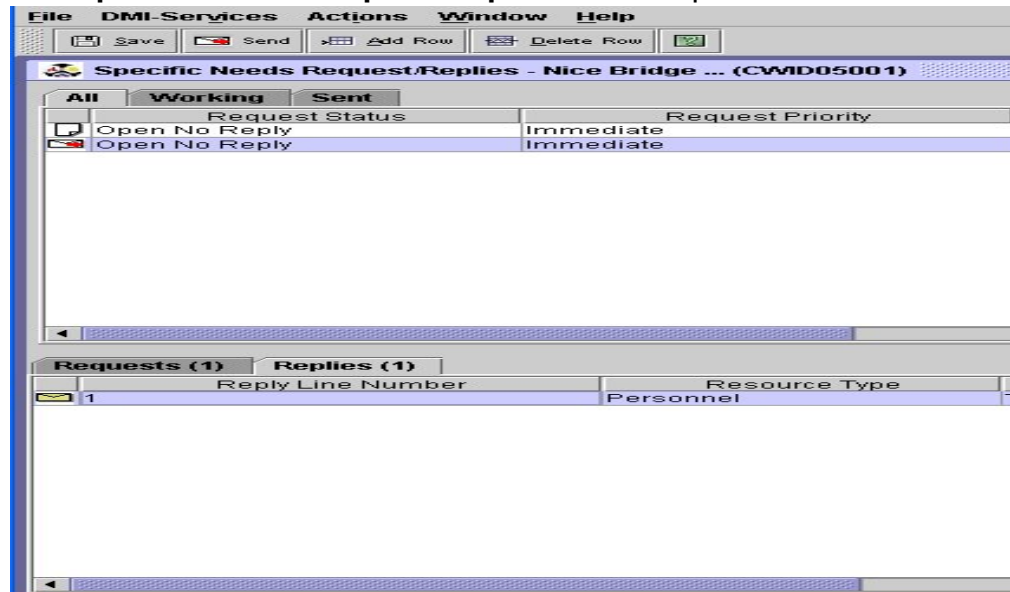 File DMI-Services Actions Window Help
Save Send Add Row Delete Row
Specific Needs Request/Replies - Nice Bridge ... (CWID05001)
All Working Sent
Request Status Request Priority
Open No Reply Immediate
Open No Reply Immediate
Requests (1) Replies (1)
Reply Line Number Resource Type
1 Personnel